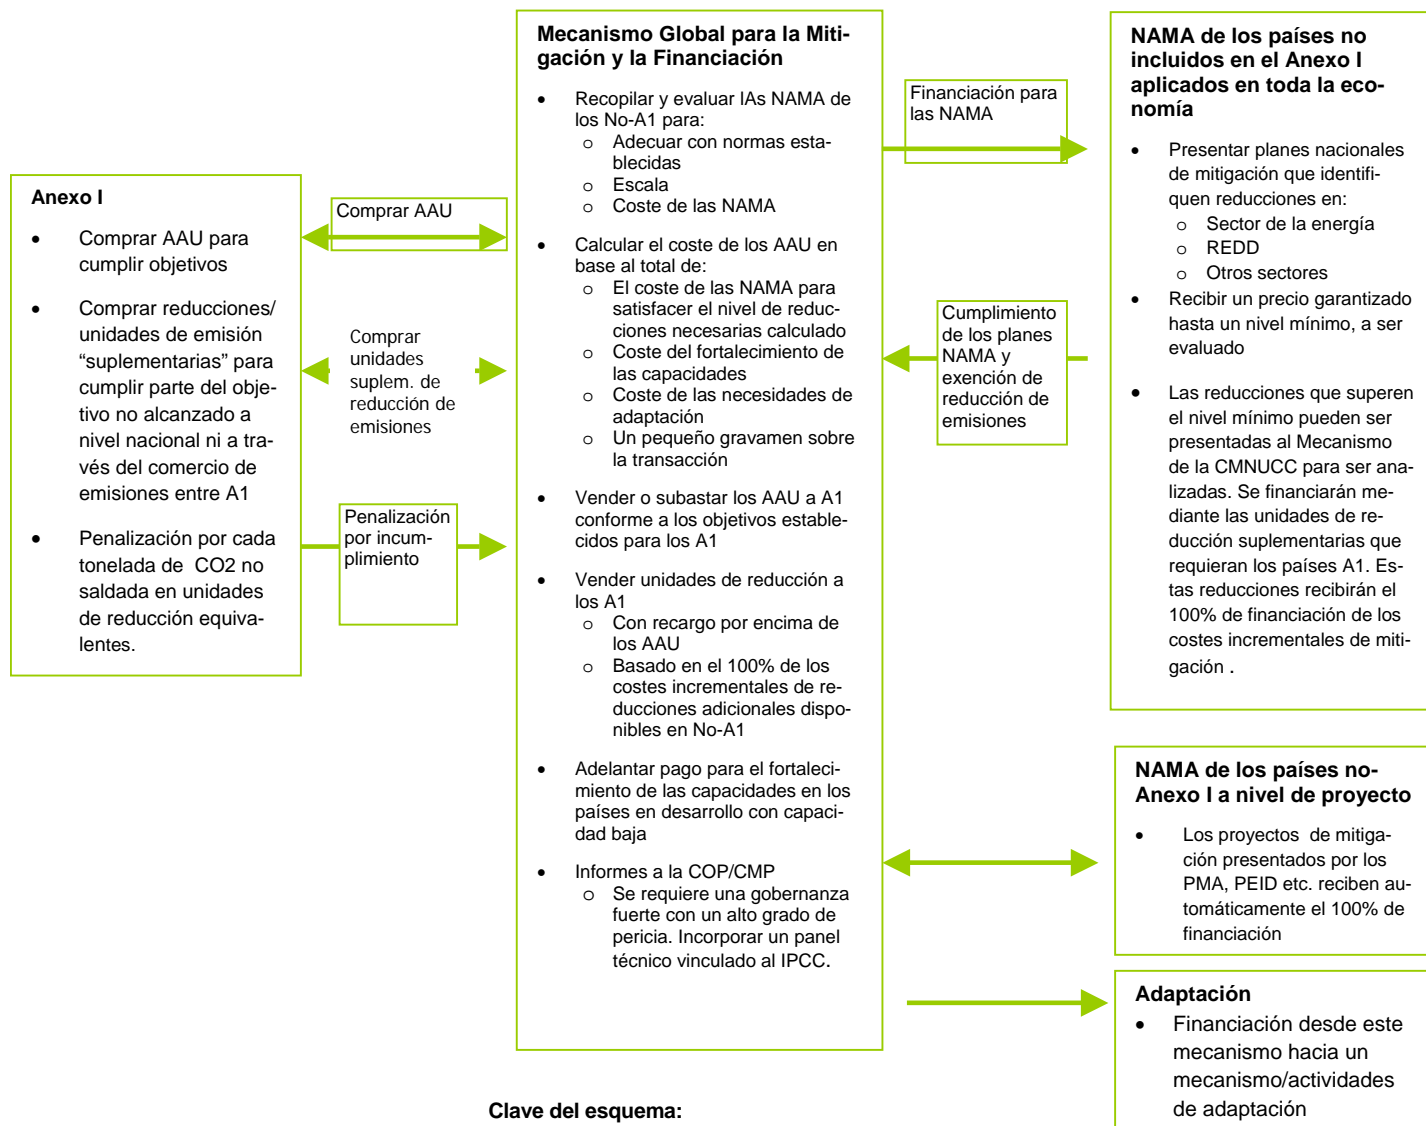 Anexo I
• Comprar AAU para
cumplir objetivos
• Comprar reducciones/
unidades de emisión
“suplementarias” para
cumplir parte del obje-
tivo no alcanzado a
nivel nacional ni a tra-
vés del comercio de
emisiones entre A1
• Penalización por cada
tonelada de CO2 no
saldada en unidades
de reducción equiva-
lentes.
Comprar AAU
Comprar
unidades
suplem. de
reducción de
emisiones
Penalización
por incum-
plimiento
Mecanismo Global para la Miti-
gación y la Financiación
• Recopilar y evaluar lAs NAMA de
los No-A1 para:
o Adecuar con normas esta-
blecidas
o Escala
o Coste de las NAMA
• Calcular el coste de los AAU en
base al total de:
o El coste de las NAMA para
satisfacer el nivel de reduc-
ciones necesarias calculado
o Coste del fortalecimiento de
las capacidades
o Coste de las necesidades de
adaptación
o Un pequeño gravamen sobre
la transacción
• Vender o subastar los AAU a A1
conforme a los objetivos estable-
cidos para los A1
• Vender unidades de reducción a
los A1
o Con recargo por encima de
los AAU
o Basado en el 100% de los
costes incrementales de re-
ducciones adicionales dispo-
nibles en No-A1
• Adelantar pago para el fortaleci-
miento de las capacidades en los
países en desarrollo con capaci-
dad baja
• Informes a la COP/CMP
o Se requiere una gobernanza
fuerte con un alto grado de
pericia. Incorporar un panel
técnico vinculado al IPCC.
Financiación para
las NAMA
Cumplimiento
de los planes
NAMA y
exención de
reducción de
emisiones
NAMA de los países no
incluidos en el Anexo I
aplicados en toda la eco-
nomía
• Presentar planes nacionales
de mitigación que identifi-
quen reducciones en:
o Sector de la energía
o REDD
o Otros sectores
• Recibir un precio garantizado
hasta un nivel mínimo, a ser
evaluado
• Las reducciones que superen
el nivel mínimo pueden ser
presentadas al Mecanismo
de la CMNUCC para ser ana-
lizadas. Se financiarán me-
diante las unidades de re-
ducción suplementarias que
requieran los países A1. Es-
tas reducciones recibirán el
100% de financiación de los
costes incrementales de miti-
gación .
NAMA de los países no-
Anexo I a nivel de proyecto
• Los proyectos de mitiga-
ción presentados por los
PMA, PEID etc. reciben au-
tomáticamente el 100% de
financiación
Adaptación
• Financiación desde este
mecanismo hacia un
mecanismo/actividades
de adaptación
Clave del esquema: